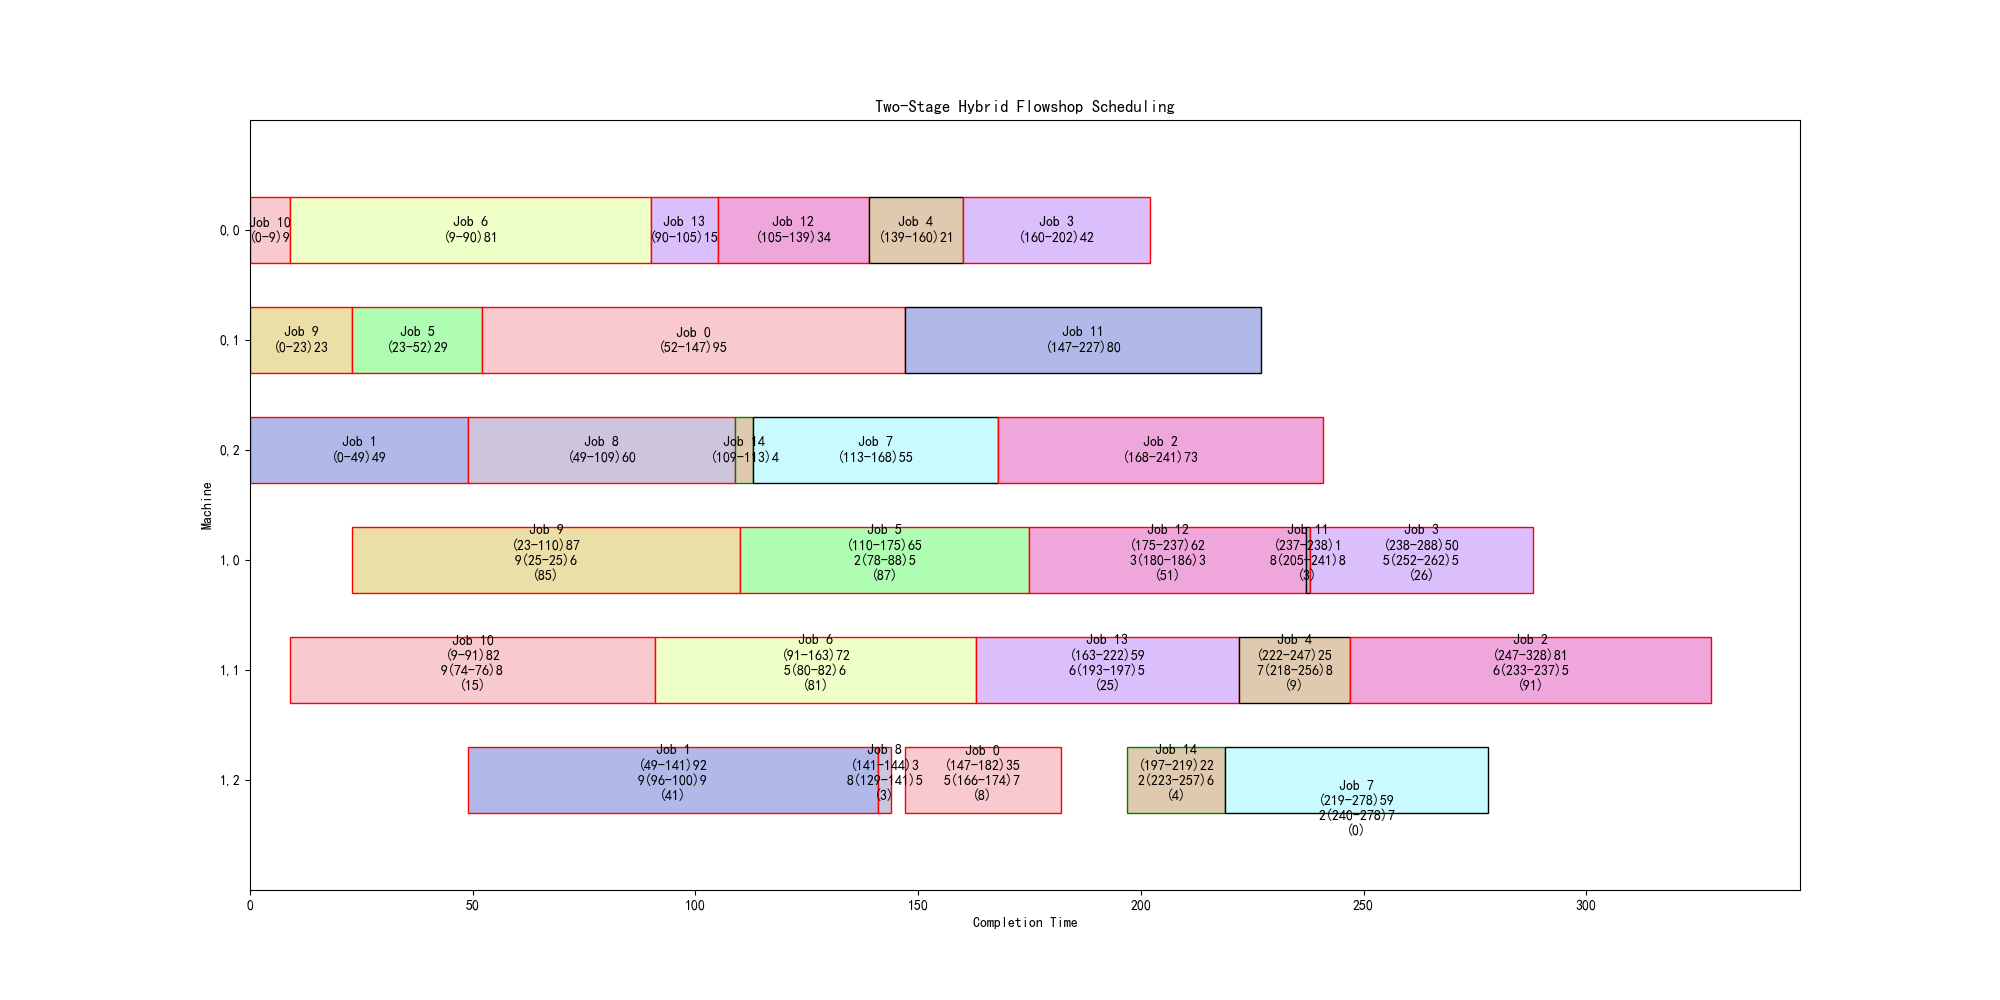 Two-Stage Hybrid Flowshop Scheduling
Machine
0,0
Job 10
(0-9)9
Job 6
(9-90)81
Job 13
(90-105)15
Job 12
(105-139)34
Job 4
(139-160)21
Job 3
(160-202)42
0,1
Job 9
(0-23)23
Job 5
(23-52)29
Job 0
(52-147)95
Job 11
(147-227)80
0,2
Job 1
(0-49)49
Job 8
(49-109)60
Job 14
(109-113)4
Job 7
(113-168)55
Job 2
(168-241)73
1,0
Job 9
(23-110)87
9(25-25)6
(85)
Job 5
(110-175)65
2(78-88)5
(87)
Job 12
(175-237)62
3(180-186)3
(51)
Job 11
(237-238)1
8(205-241)8
(3)
Job 3
(238-288)50
5(252-262)5
(26)
1,1
Job 10
(9-91)82
9(74-76)8
(15)
Job 6
(91-163)72
5(80-82)6
(81)
Job 13
(163-222)59
6(193-197)5
(25)
Job 4
(222-247)25
7(218-256)8
(9)
Job 2
(247-328)81
6(233-237)5
(91)
1,2
Job 1
(49-141)92
9(96-100)9
(41)
Job 8
(141-144)3
8(129-141)5
(3)
Job 0
(147-182)35
5(166-174)7
(8)
Job 14
(197-219)22
2(223-257)6
(4)
Job 7
(219-278)59
2(240-278)7
(0)
0
50
100
150
200
250
300
Completion Time